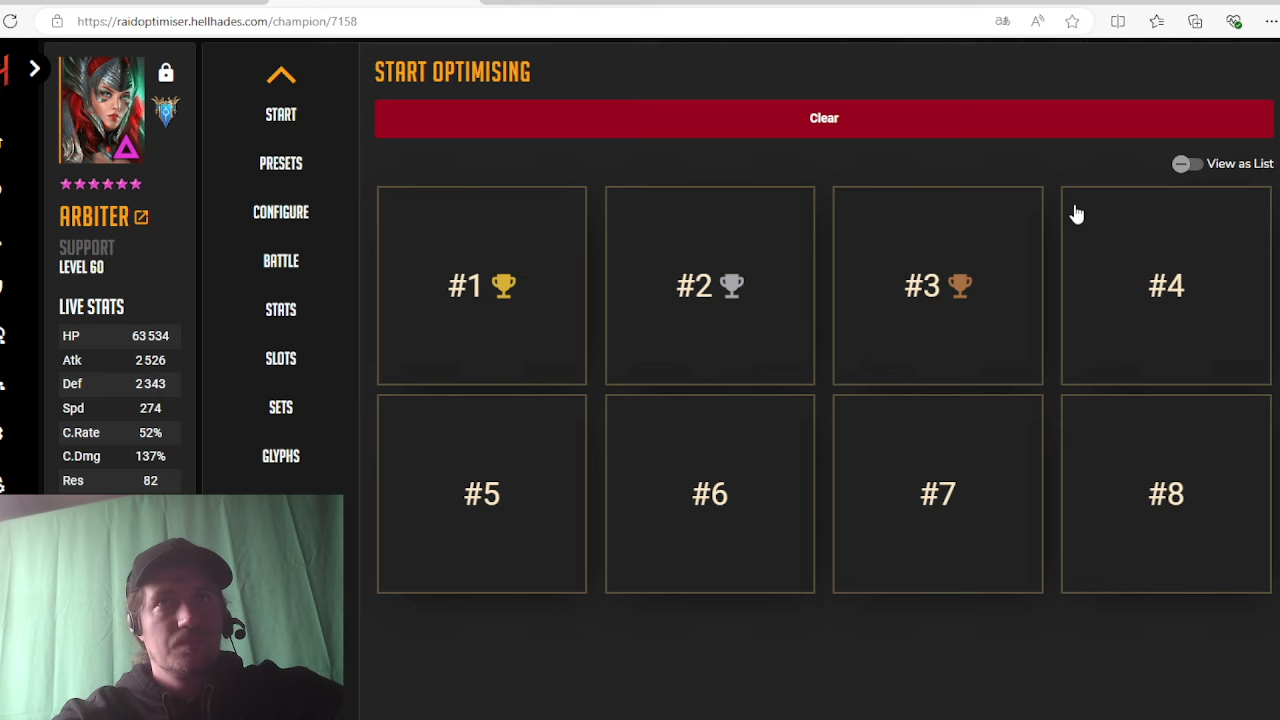 https://raidoptimiser.hellhades.com/champion/7158
START OPTIMISING
Clear
View as List
START
PRESETS
CONFIGURE
BATTLE
STATS
SLOTS
SETS
GLYPHS
ARBITER
SUPPORT
LEVEL 60
LIVE STATS
HP 63 534
Atk 2 526
Def 2 343
Spd 274
C.Rate 52%
C.Dmg 137%
Res 82
#1
#2
#3
#4
#5
#6
#7
#8